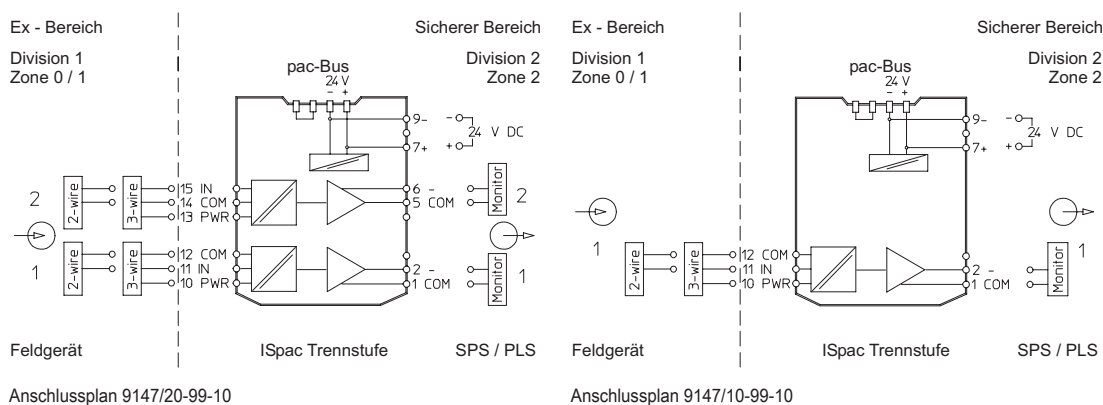 Ex - Bereich
Sicherer Bereich
Division 1
Zone 0 / 1
Division 2
Zone 2
pac-Bus
24 V
- +
9-
7+
-
+
24 V DC
2
2-wire
3-wire
15 IN
14 COM
13 PWR
6 -
5 COM
Monitor
2
1
2-wire
3-wire
12 COM
11 IN
10 PWR
2 -
1 COM
Monitor
1
Feldgerät
ISpac Trennstufe
SPS / PLS
Anschlussplan 9147/20-99-10
Ex - Bereich
Sicherer Bereich
Division 1
Zone 0 / 1
Division 2
Zone 2
pac-Bus
24 V
- +
9-
7+
-
+
24 V DC
1
2-wire
3-wire
12 COM
11 IN
10 PWR
2 -
1 COM
Monitor
1
Feldgerät
ISpac Trennstufe
SPS / PLS
Anschlussplan 9147/10-99-10